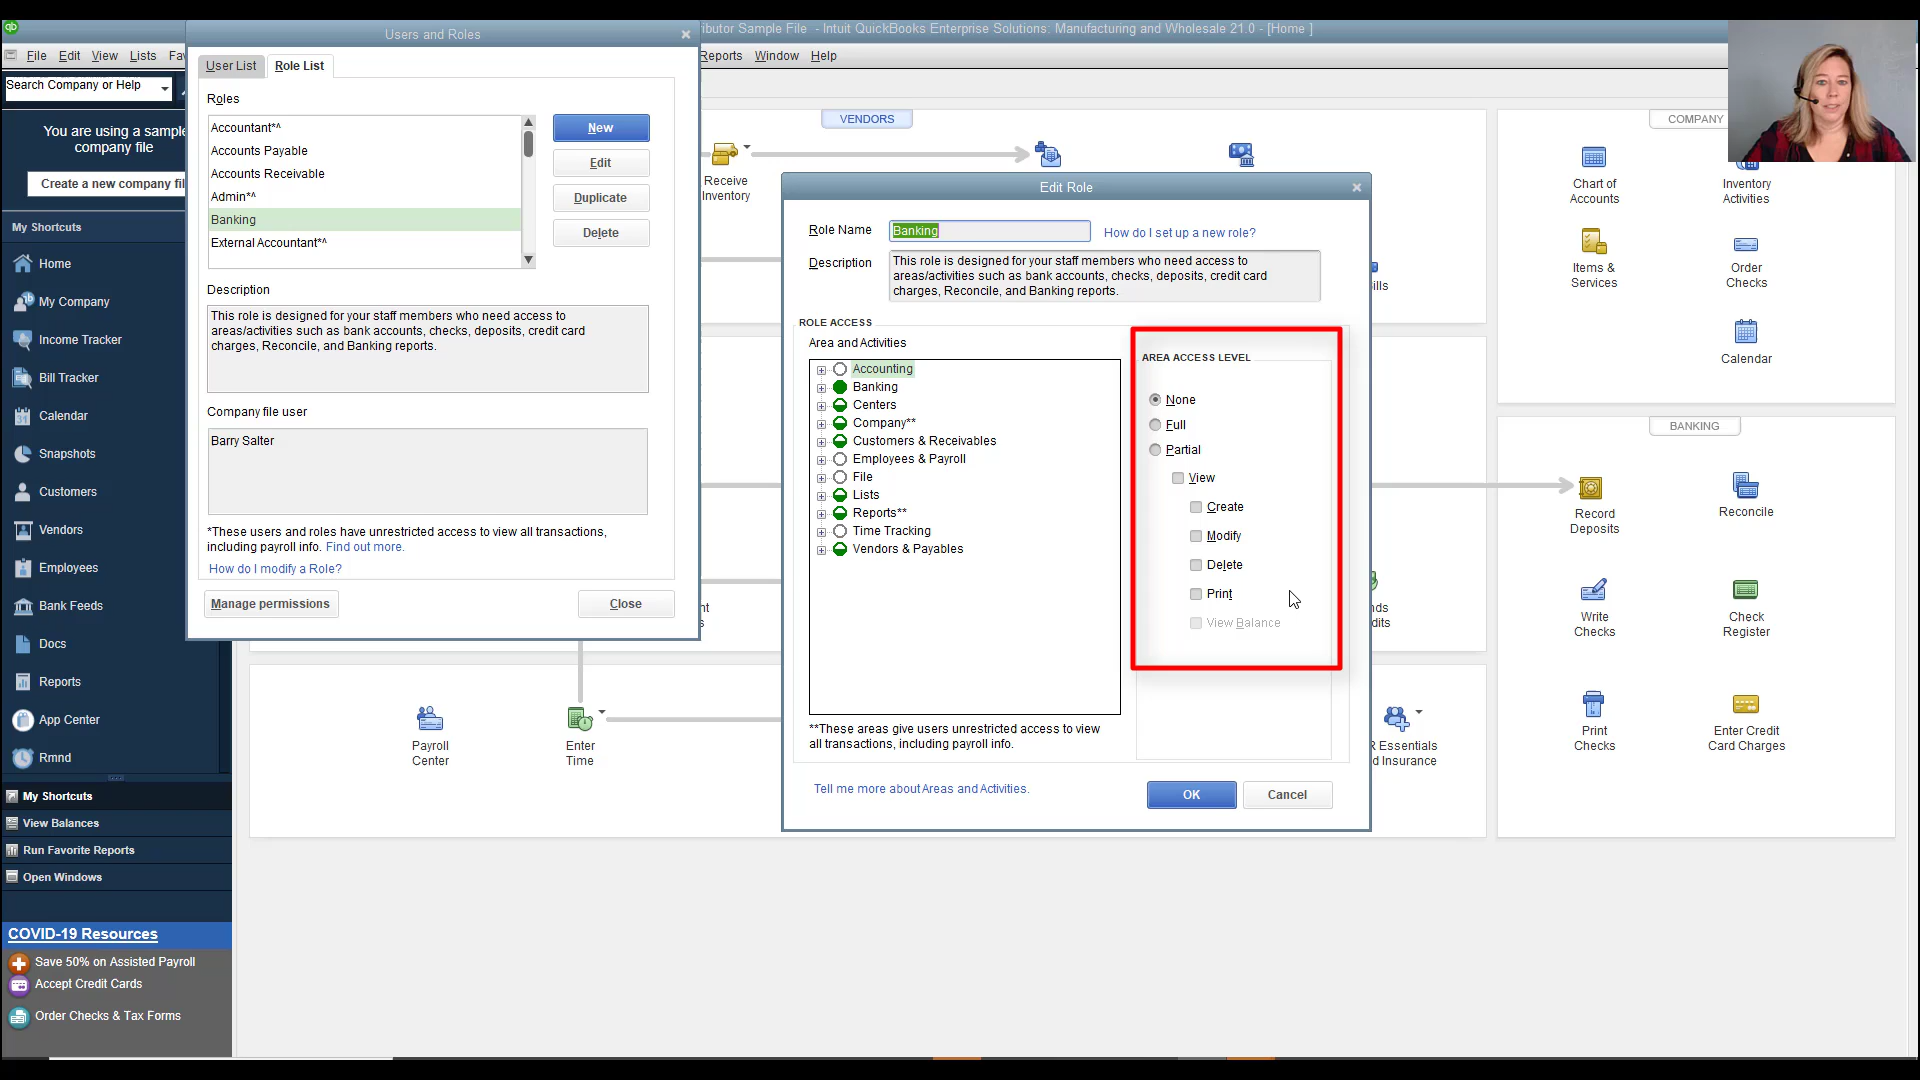 Users and Roles
ibutor Sample File - Intuit QuickBooks Enterprise Solutions. Manufacturing and Wholesale 21.0 - [Home ]
File Edit View Lists Fav
Reports Window Help
Search Company or Help
You are using a sample
company file
Create a new company fil
My Shortcuts
Home
My Company
Income Tracker
Bill Tracker
Calendar
Snapshots
Customers
Vendors
Employees
Bank Feeds
Docs
Reports
App Center
Rmnd
My Shortcuts
View Balances
Run Favorite Reports
Open Windows
COVID-19 Resources
Save 50% on Assisted Payroll
Accept Credit Cards
Order Checks & Tax Forms
User List Role List
Roles
Accountant*^
Accounts Payable
Accounts Receivable
Admin*^
Banking
External Accountant*^
New
Edit
Duplicate
Delete
Description
This role is designed for your staff members who need access to
areas/activities such as bank accounts, checks, deposits, credit card
charges, Reconcile, and Banking reports.
Company file user
Barry Salter
*These users and roles have unrestricted access to view all transactions,
including payroll info. Find out more.
How do I modify a Role?
Manage permissions
Close
VENDORS
Receive
Inventory
Edit Role
Role Name Banking How do I set up a new role?
Description
This role is designed for your staff members who need access to
areas/activities such as bank accounts, checks, deposits, credit card
charges, Reconcile, and Banking reports.
ROLE ACCESS
Area and Activities
Accounting
Banking
Centers
Company**
Customers & Receivables
Employees & Payroll
File
Lists
Reports**
Time Tracking
Vendors & Payables
**These areas give users unrestricted access to view
all transactions, including payroll info.
Tell me more about Areas and Activities.
AREA ACCESS LEVEL
None
Full
Partial
View
Create
Modify
Delete
Print
View Balance
OK
Cancel
ills
nds
dits
nt
s
Payroll
Center
Enter
Time
R Essentials
d Insurance
COMPANY
Chart of
Accounts
Inventory
Activities
Items &
Services
Order
Checks
Calendar
BANKING
Record
Deposits
Reconcile
Write
Checks
Check
Register
Print
Checks
Enter Credit
Card Charges